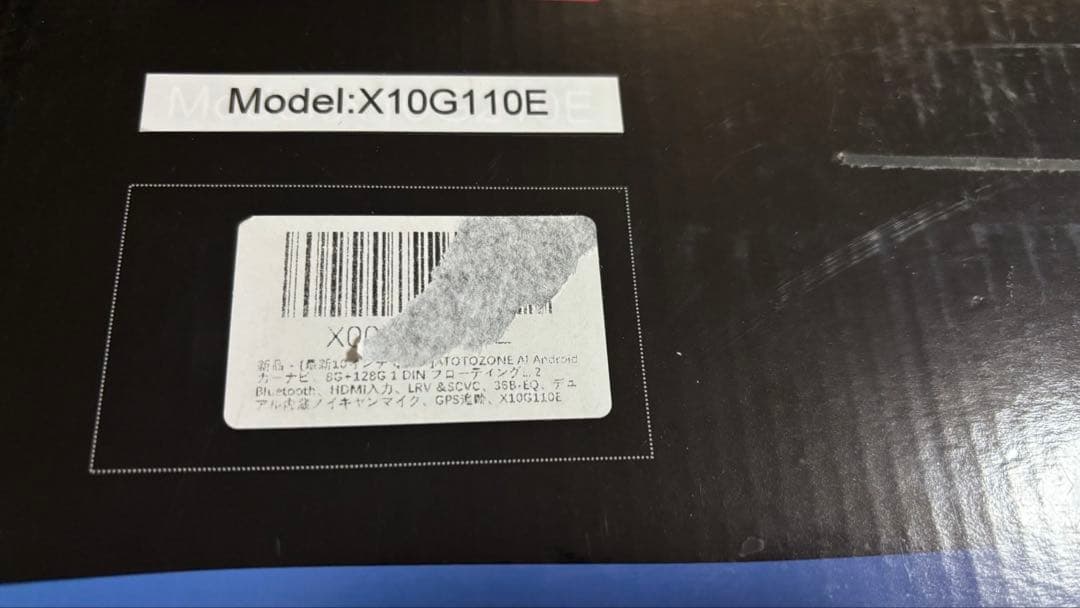 Model:X10G110E
X00
新品 - 【最新10インチ ATOTOZONE AI Android
カーナビ、8G+128G 1 DIN フローティング... 2
Bluetooth、HDMI入力、LRV &SCVC、36B-EQ、デュ
アル内蔵ノイキャンマイク、GPS追跡、X10G110E